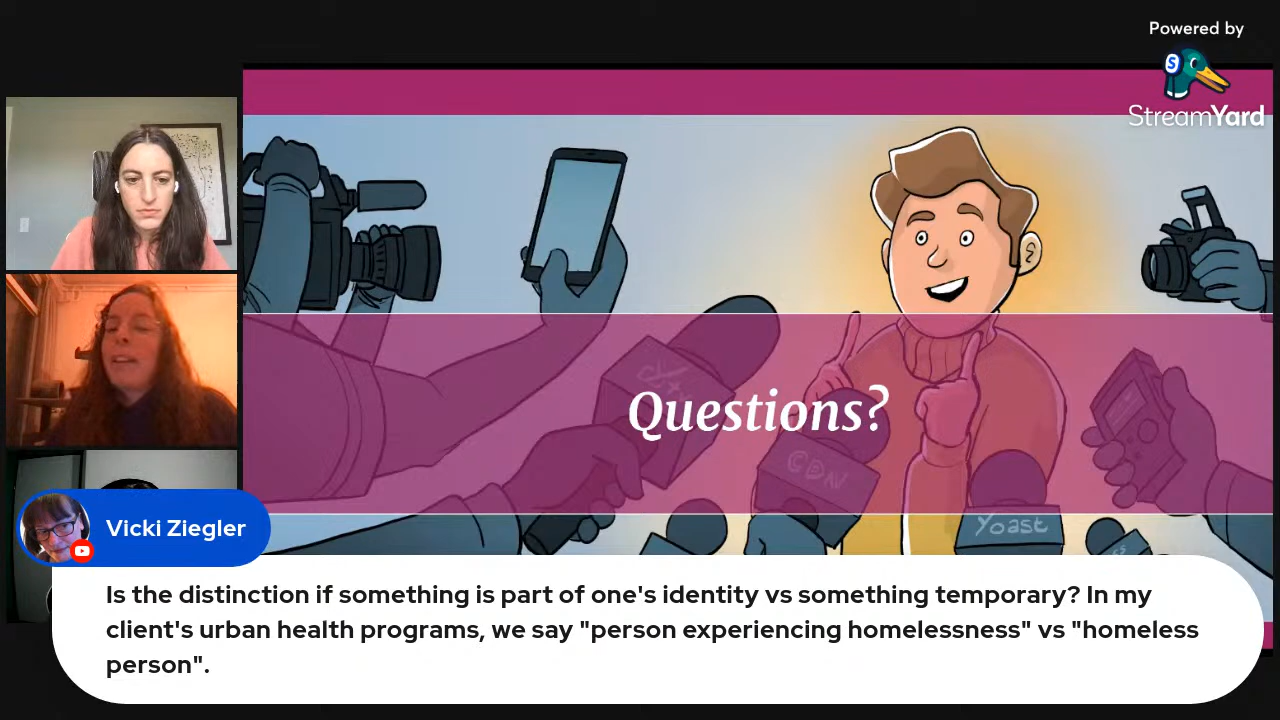 Powered by
S
StreamYard
Questions?
CDN
Yoast
Vicki Ziegler
Is the distinction if something is part of one's identity vs something temporary? In my
client's urban health programs, we say "person experiencing homelessness" vs "homeless
person".